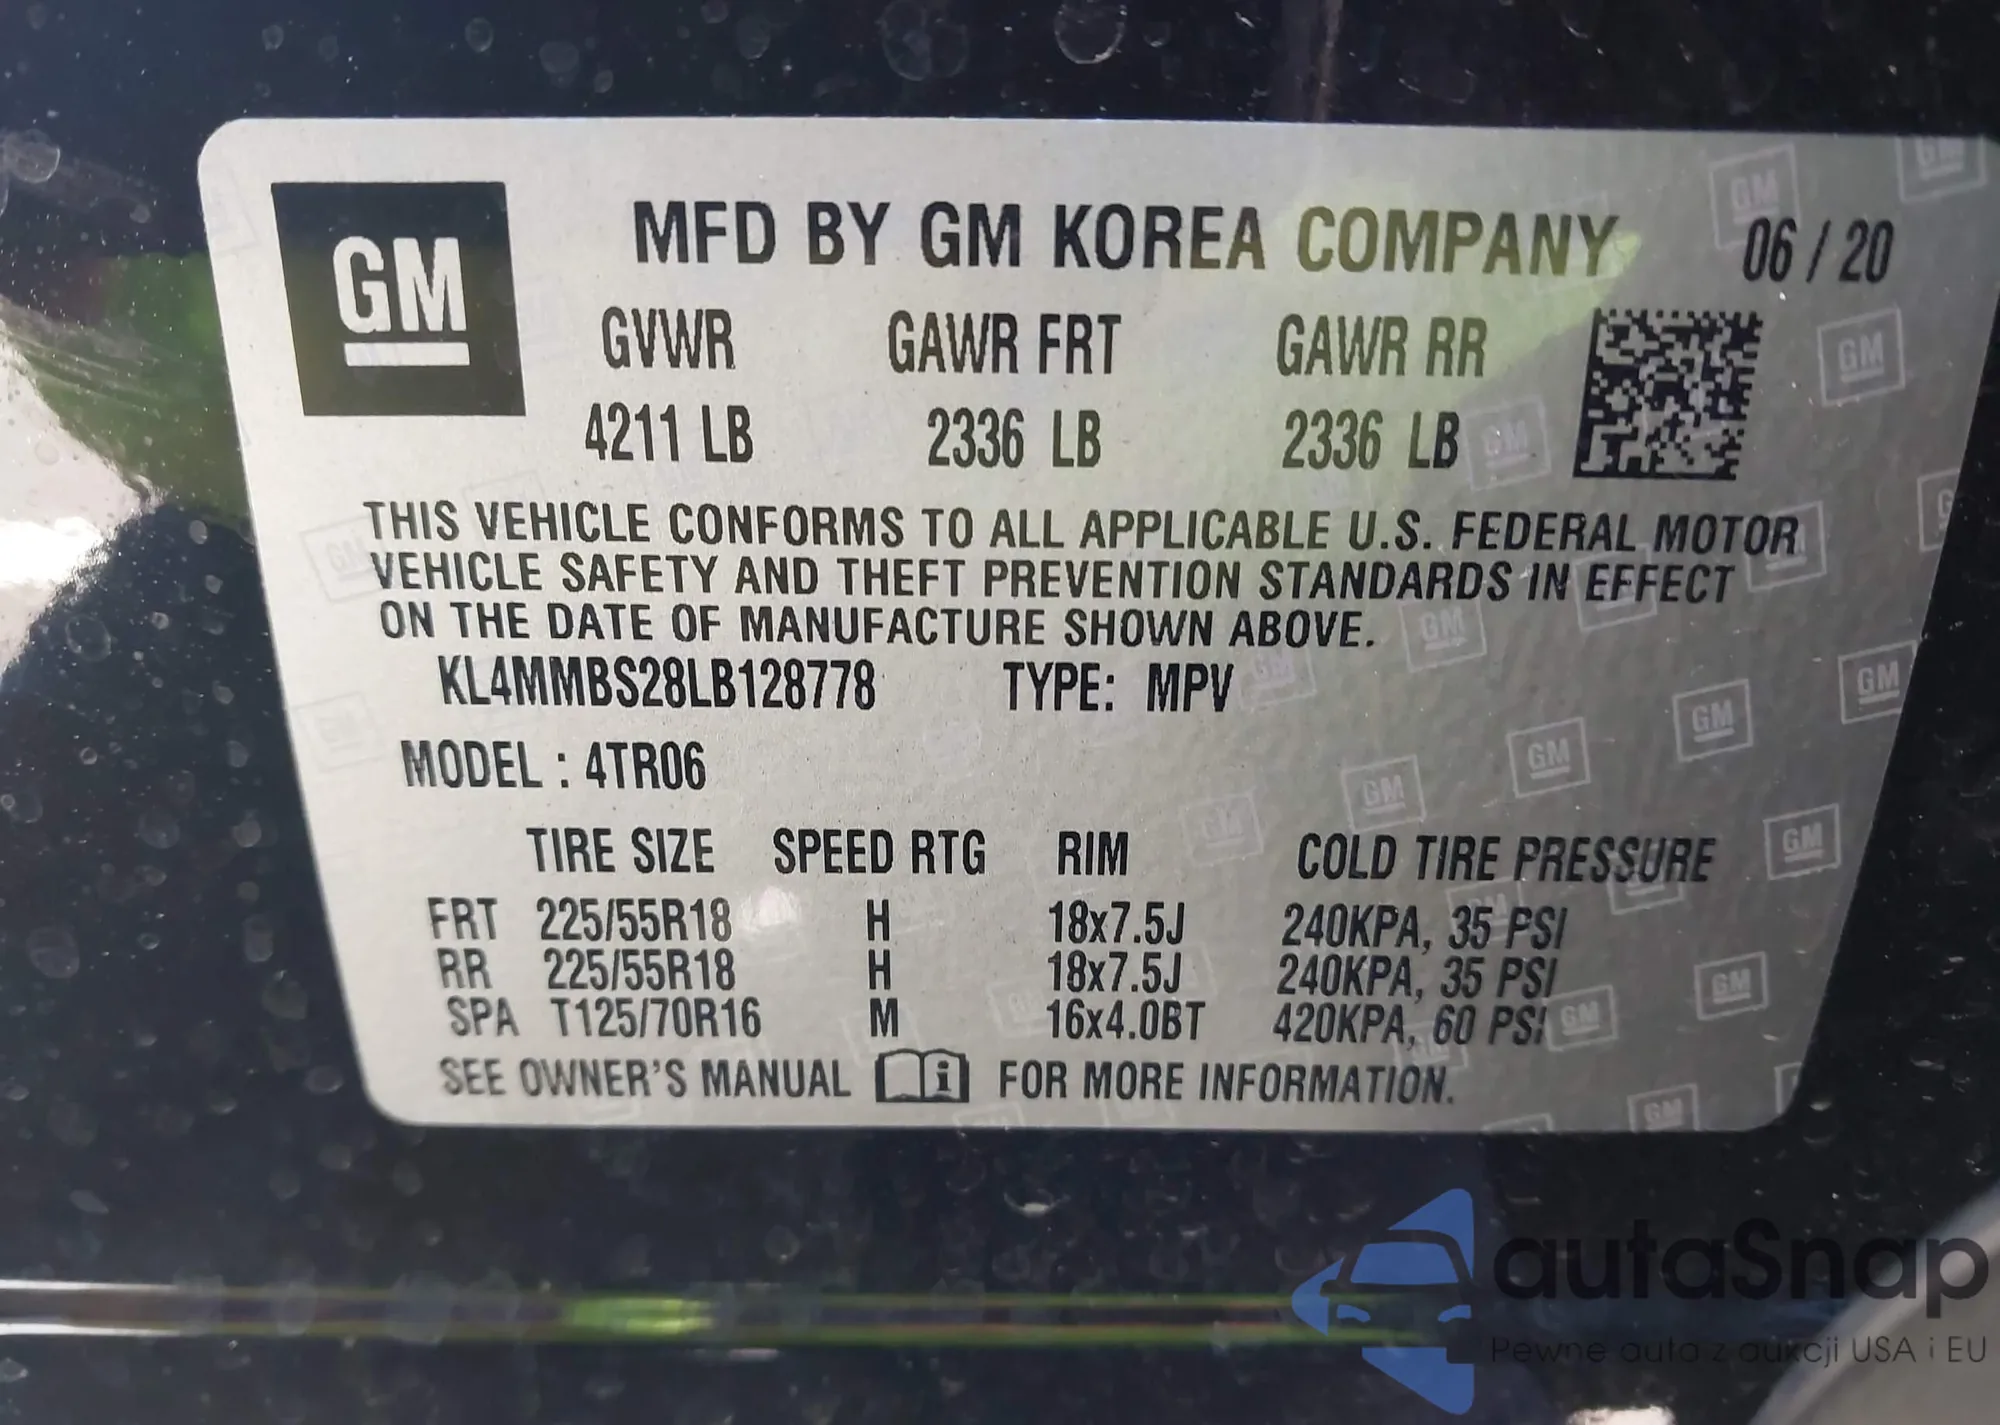 GM
MFD BY GM KOREA COMPANY 06 / 20
GVWR GAWR FRT GAWR RR
4211 LB 2336 LB 2336 LB
THIS VEHICLE CONFORMS TO ALL APPLICABLE U.S. FEDERAL MOTOR
VEHICLE SAFETY AND THEFT PREVENTION STANDARDS IN EFFECT
ON THE DATE OF MANUFACTURE SHOWN ABOVE.
KL4MMBS28LB128778 TYPE: MPV
MODEL : 4TR06
TIRE SIZE SPEED RTG RIM COLD TIRE PRESSURE
FRT 225/55R18 H 18x7.5J 240KPA, 35 PSI
RR 225/55R18 H 18x7.5J 240KPA, 35 PSI
SPA T125/70R16 M 16x4.0BT 420KPA, 60 PSI
SEE OWNER'S MANUAL i FOR MORE INFORMATION.
autaSnap
Pewne auta z aukcji USA i EU